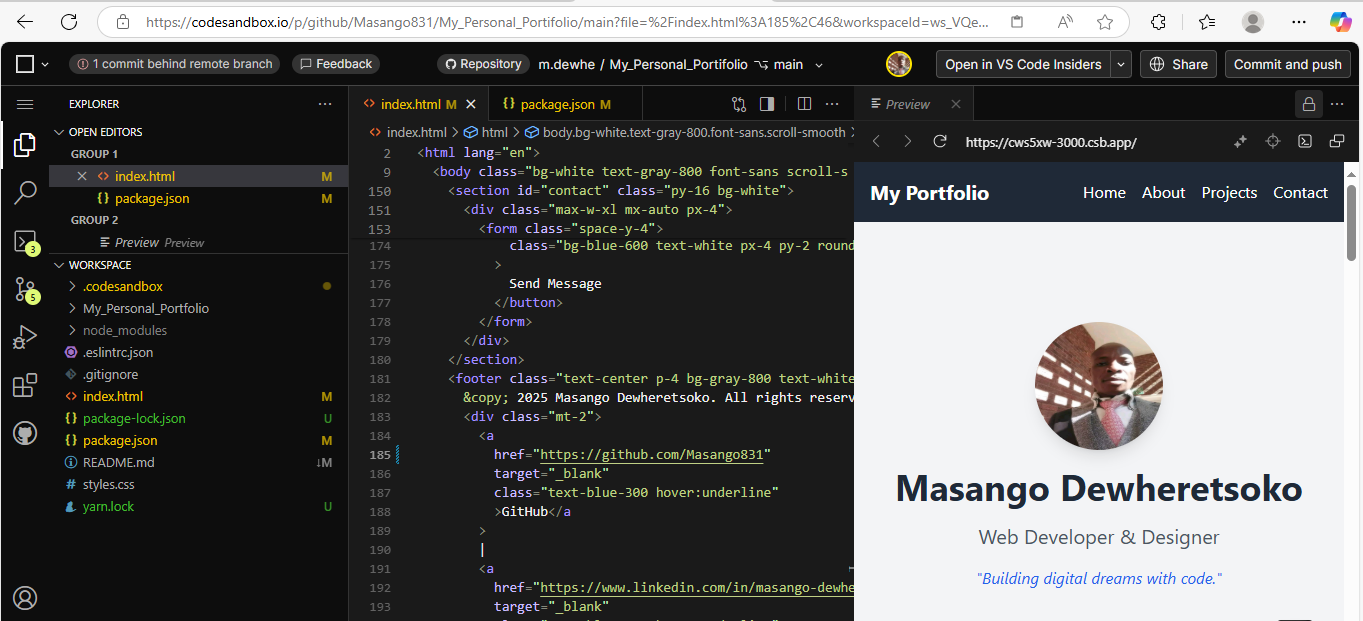 https://codesandbox.io/p/github/Masango831/My_Personal_Portifolio/main?file=%2Findex.html%3A185%2C46&workspaceId=ws_VQe...
1 commit behind remote branch
Feedback
Repository
m.dewhe / My_Personal_Portifolio
main
Open in VS Code Insiders
Share
Commit and push
EXPLORER
OPEN EDITORS
GROUP 1
index.html M
package.json M
GROUP 2
Preview Preview
WORKSPACE
.codesandbox
My_Personal_Portfolio
node_modules
.eslintrc.json
.gitignore
index.html M
package-lock.json U
package.json M
README.md ↓M
styles.css
yarn.lock U
3
5
index.html M
package.json M
index.html > html > body.bg-white.text-gray-800.font-sans.scroll-smooth >
2 <html lang="en">
9 <body class="bg-white text-gray-800 font-sans scroll-s
150 <section id="contact" class="py-16 bg-white">
151 <div class="max-w-xl mx-auto px-4">
153 <form class="space-y-4">
174 class="bg-blue-600 text-white px-4 py-2 round
175 >
176 Send Message
177 </button>
178 </form>
179 </div>
180 </section>
181 <footer class="text-center p-4 bg-gray-800 text-white
182 &copy; 2025 Masango Dewheretsoko. All rights reserv
183 <div class="mt-2">
184 <a
185 href="https://github.com/Masango831"
186 target="_blank"
187 class="text-blue-300 hover:underline"
188 >GitHub</a
189 >
190 |
191 <a
192 href="https://www.linkedin.com/in/masango-dewhe
193 target="_blank"
Preview
https://cws5xw-3000.csb.app/
My Portfolio
Home About Projects Contact
Masango Dewheretsoko
Web Developer & Designer
"Building digital dreams with code."